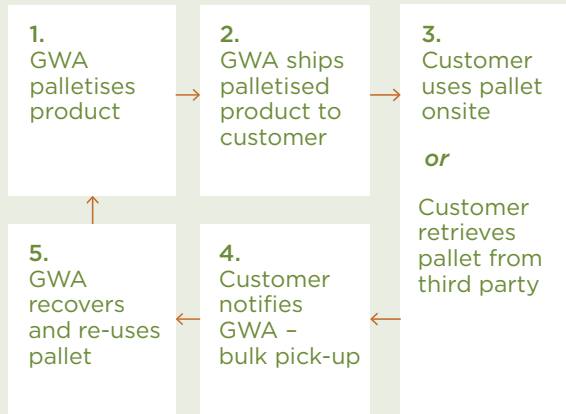 1.
GWA
palletises
product
2.
GWA ships
palletised
product to
customer
3.
Customer
uses pallet
onsite
or
Customer
retrieves
pallet from
third party
4.
Customer
notifies
GWA –
bulk pick-up
5.
GWA
recovers
and re-uses
pallet